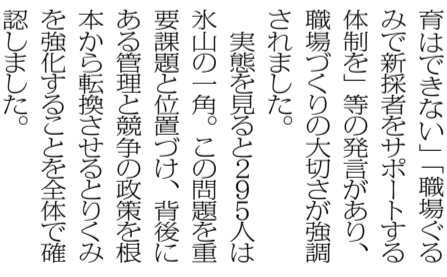 育はできない」「職場ぐる
みで新採者をサポートする
体制を」等の発言があり、
職場づくりの大切さが強調
されました。
　実態を見ると295人は
氷山の一角。この問題を重
要課題と位置づけ、背後に
ある管理と競争の政策を根
本から転換させるとりくみ
を強化することを全体で確
認しました。